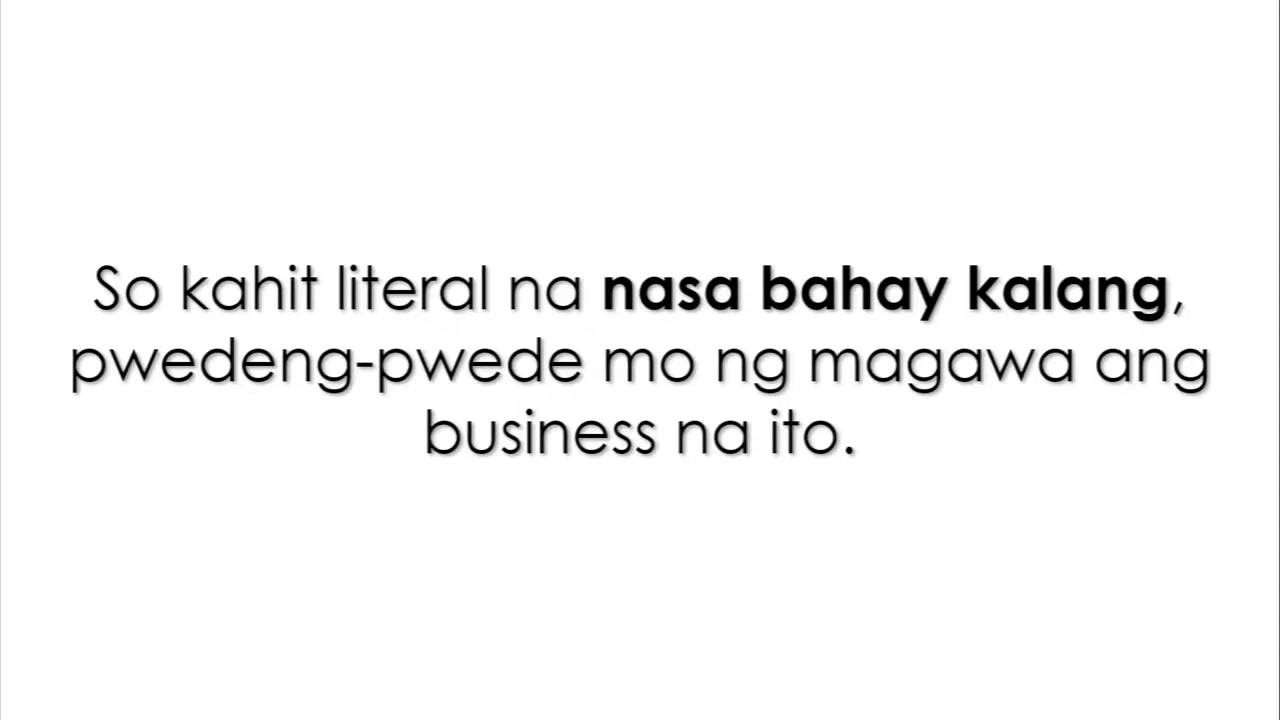 So kahit literal na nasa bahay kalang,
pwedeng-pwede mo ng magawa ang
business na ito.